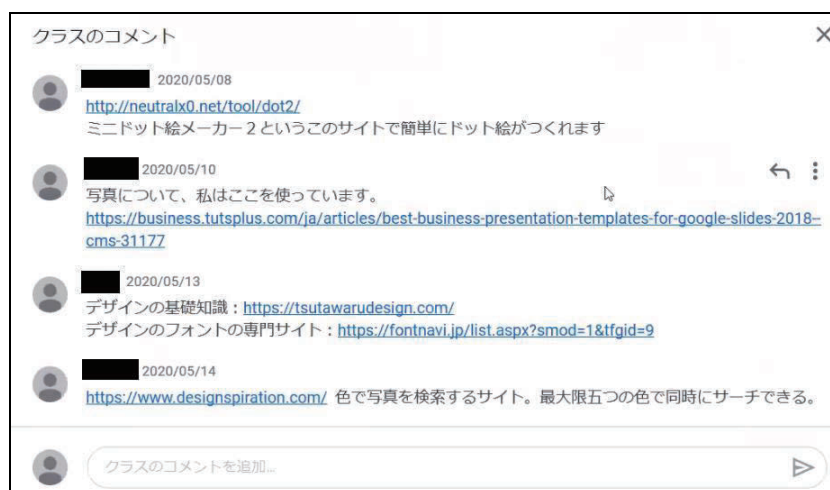 クラスのコメント
2020/05/08
http://neutralx0.net/tool/dot2/
ミニドット絵メーカー２というこのサイトで簡単にドット絵がつくれます
2020/05/10
写真について、私はここを使っています。
https://business.tutsplus.com/ja/articles/best-business-presentation-templates-for-google-slides-2018--
cms-31177
2020/05/13
デザインの基礎知識：https://tsutawarudesign.com/
デザインのフォントの専門サイト：https://fontnavi.jp/list.aspx?smod=1&tfgid=9
2020/05/14
https://www.designspiration.com/ 色で写真を検索するサイト。最大限五つの色で同時にサーチできる。
クラスのコメントを追加...